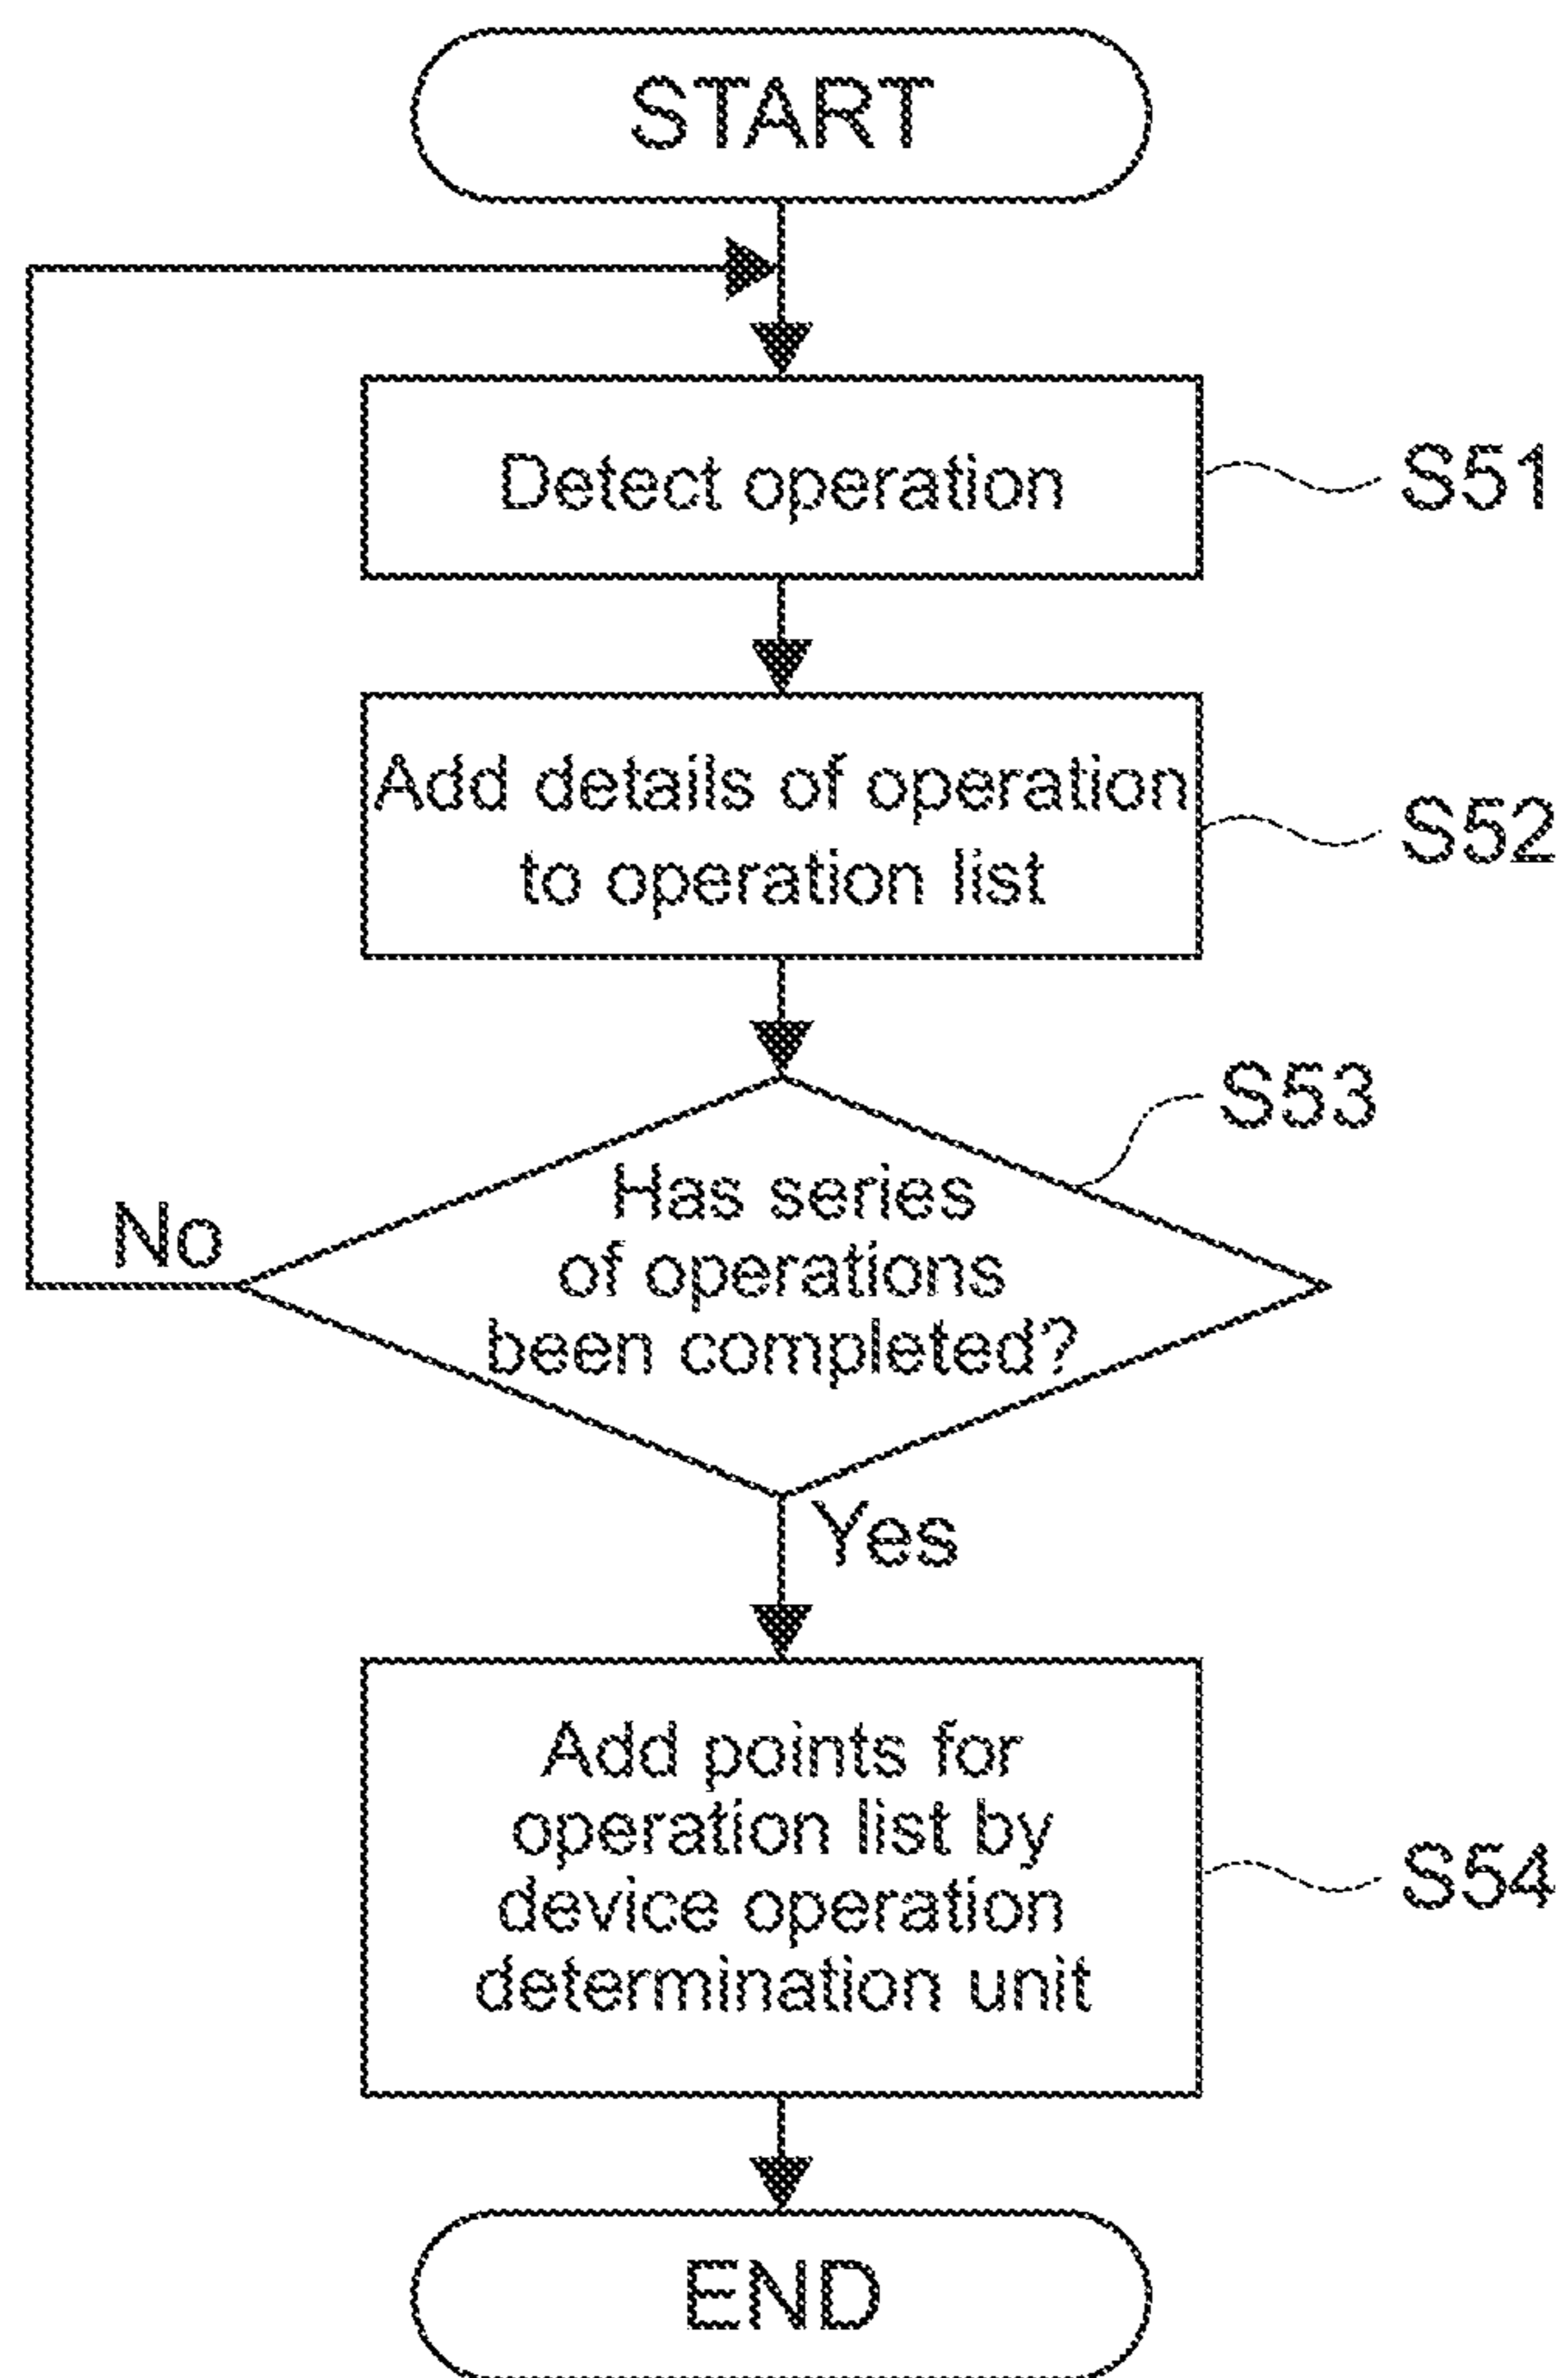 START
Detect operation
S51
Add details of operation
to operation list
S52
S53
Has series
of operations
been completed?
No
Yes
Add points for
operation list by
device operation
determination unit
S54
END